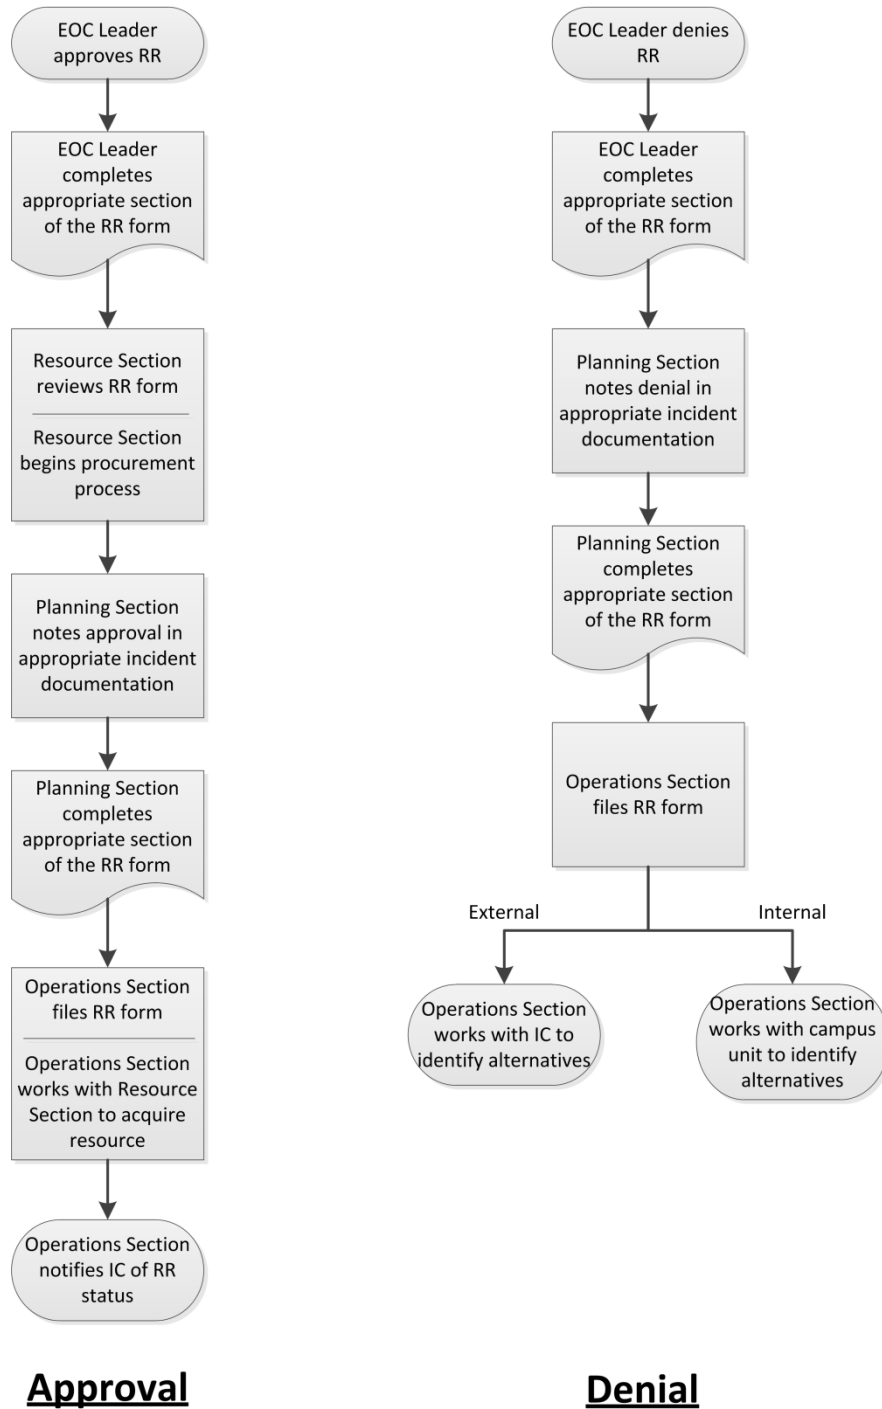 EOC Leader
approves RR
EOC Leader
completes
appropriate section
of the RR form
Resource Section
reviews RR form
Resource Section
begins procurement
process
Planning Section
notes approval in
appropriate incident
documentation
Planning Section
completes
appropriate section
of the RR form
Operations Section
files RR form
Operations Section
works with Resource
Section to acquire
resource
Operations Section
notifies IC of RR
status
Approval
EOC Leader denies
RR
EOC Leader
completes
appropriate section
of the RR form
Planning Section
notes denial in
appropriate incident
documentation
Planning Section
completes
appropriate section
of the RR form
Operations Section
files RR form
External
Internal
Operations Section
works with IC to
identify alternatives
Operations Section
works with campus
unit to identify
alternatives
Denial